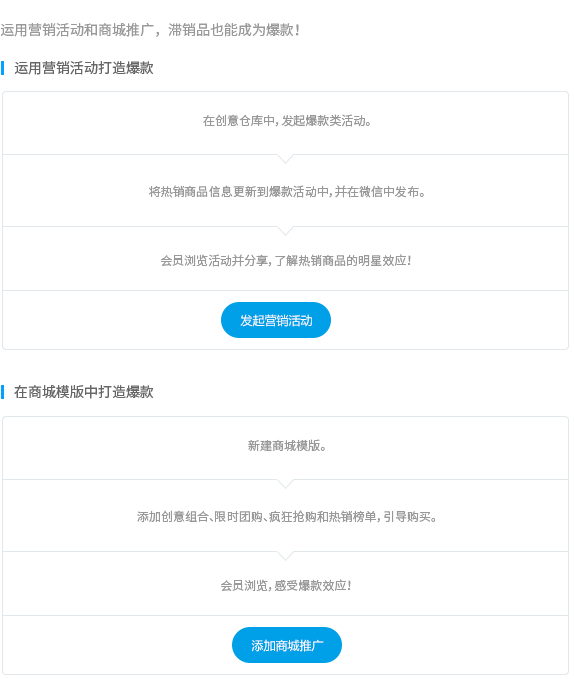 运用营销活动和商城推广，滞销品也能成为爆款！
运用营销活动打造爆款
在创意仓库中，发起爆款类活动。
将热销商品信息更新到爆款活动中，并在微信中发布。
会员浏览活动并分享，了解热销商品的明星效应！
发起营销活动
在商城模版中打造爆款
新建商城模版。
添加创意组合、限时团购、疯狂抢购和热销榜单，引导购买。
会员浏览，感受爆款效应！
添加商城推广